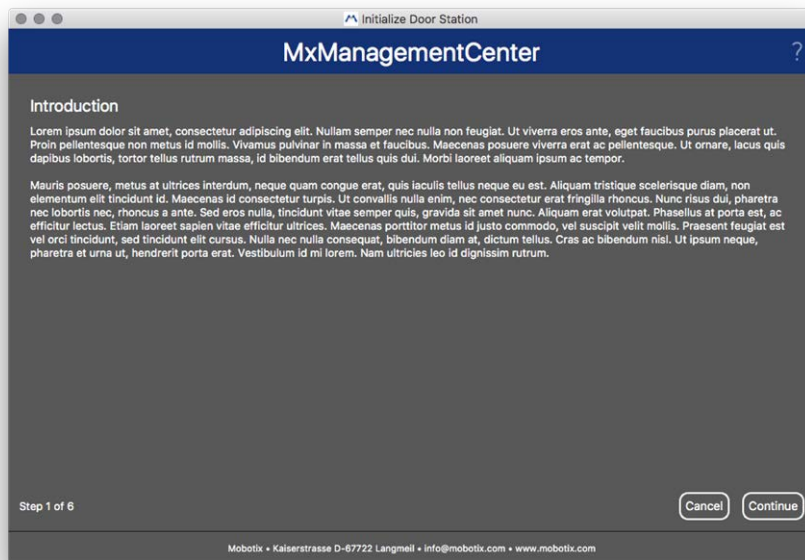 Initialize Door Station
MxManagementCenter
?
Introduction
Lorem ipsum dolor sit amet, consectetur adipiscing elit. Nullam semper nec nulla non feugiat. Ut viverra eros ante, eget faucibus purus placerat ut.
Proin pellentesque non metus id mollis. Vivamus pulvinar in massa et faucibus. Maecenas posuere viverra erat ac pellentesque. Ut ornare, lacus quis
dapibus lobortis, tortor tellus rutrum massa, id bibendum erat tellus quis dui. Morbi laoreet aliquam ipsum ac tempor.
Mauris posuere, metus at ultrices interdum, neque quam congue erat, quis iaculis tellus neque eu est. Aliquam tristique scelerisque diam, non
elementum elit tincidunt id. Maecenas id consectetur turpis. Ut convallis nulla enim, nec consectetur erat fringilla rhoncus. Nunc risus dui, pharetra
nec lobortis nec, rhoncus a ante. Sed eros nulla, tincidunt vitae semper quis, gravida sit amet nunc. Aliquam erat volutpat. Phasellus at porta est, ac
efficitur lectus. Etiam laoreet sapien vitae efficitur ultrices. Maecenas porttitor metus id justo commodo, vel suscipit velit mollis. Praesent feugiat est
vel orci tincidunt, sed tincidunt elit cursus. Nulla nec nulla consequat, bibendum diam at, dictum tellus. Cras ac bibendum nisl. Ut ipsum neque,
pharetra et urna ut, hendrerit porta erat. Vestibulum id mi lorem. Nam ultricies leo id dignissim rutrum.
Step 1 of 6
Cancel
Continue
Mobotix • Kaiserstrasse D-67722 Langmeil • info@mobotix.com • www.mobotix.com